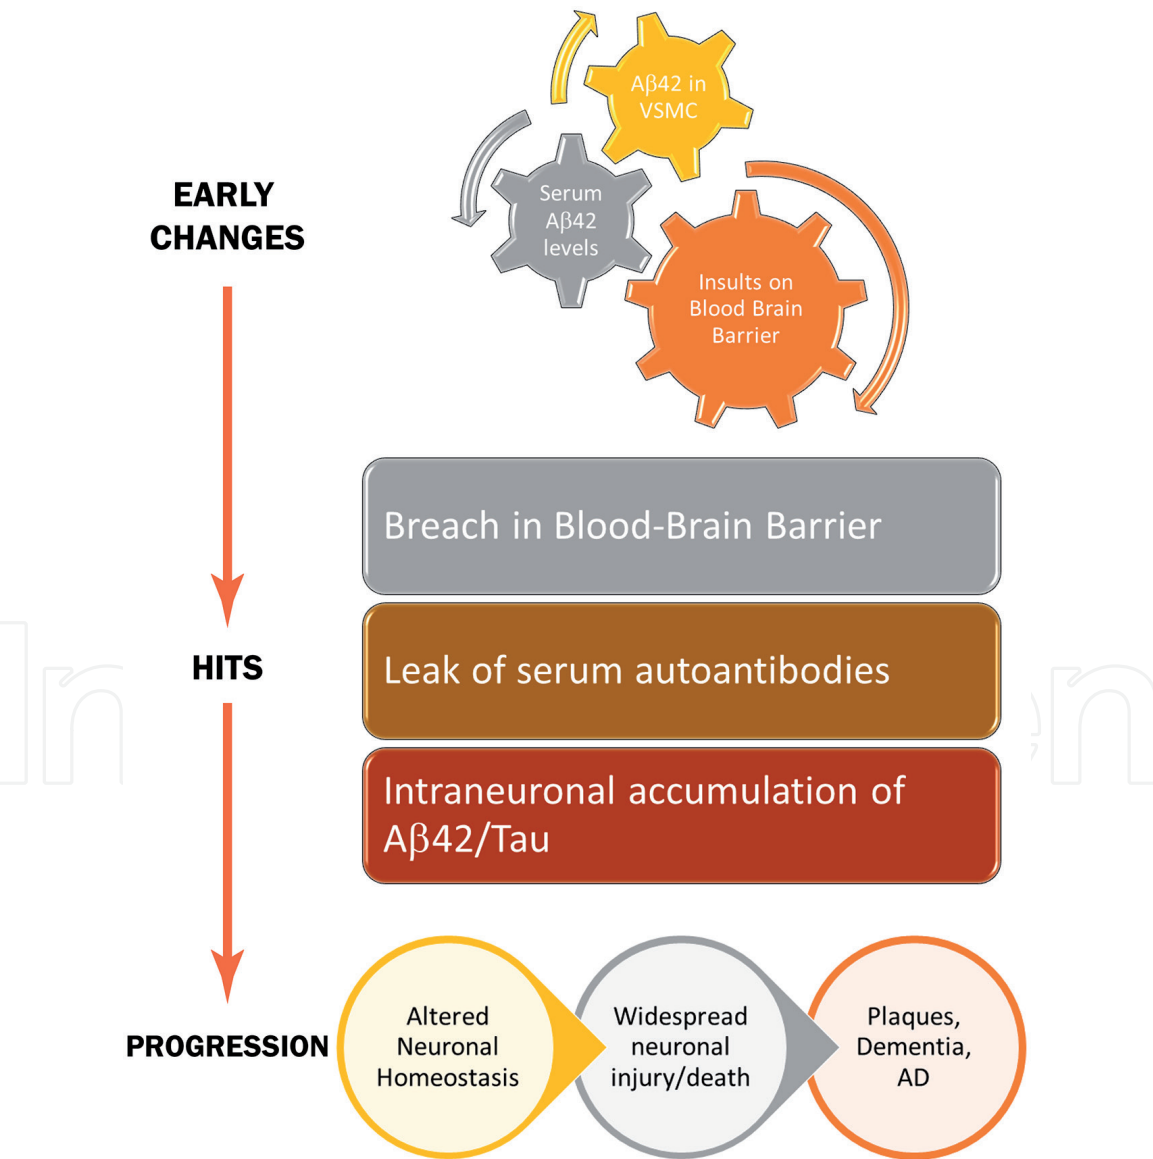 Aβ42 in
VSMC
EARLY
CHANGES
Serum
Aβ42
levels
Insults on
Blood Brain
Barrier
Breach in Blood-Brain Barrier
HITS
Leak of serum autoantibodies
Intraneuronal accumulation of
Aβ42/Tau
PROGRESSION
Altered
Neuronal
Homeostasis
Widespread
neuronal
injury/death
Plaques,
Dementia,
AD